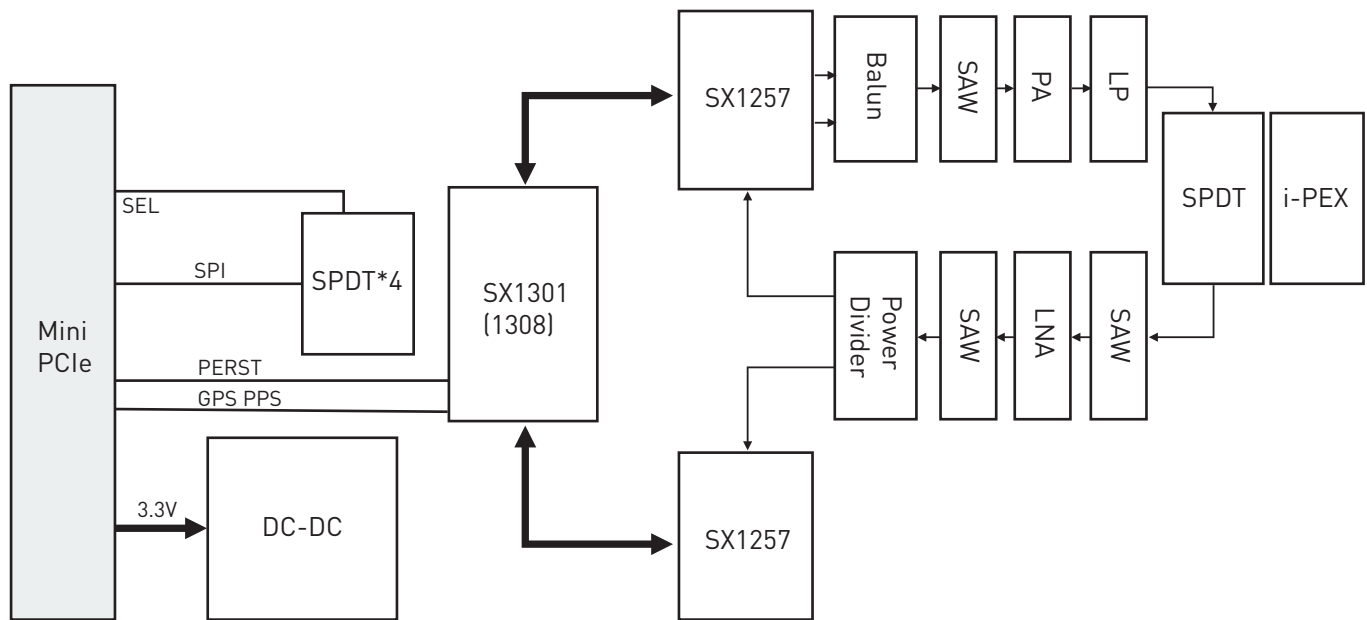 Mini
PCIe
SEL
SPI
SPDT*4
PERST
GPS PPS
3.3V
DC-DC
SX1301
(1308)
SX1257
Balun
SAW
PA
LP
SPDT
i-PEX
Power
Divider
SAW
LNA
SAW
SX1257